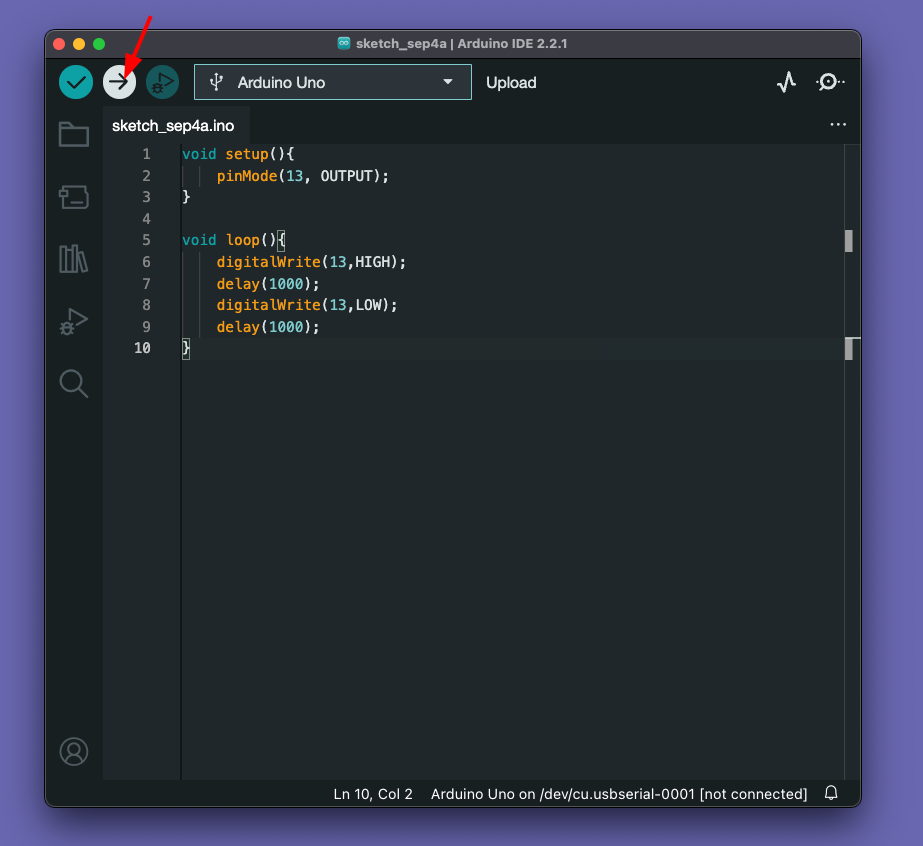 sketch_sep4a | Arduino IDE 2.2.1
Arduino Uno
Upload
sketch_sep4a.ino
1 void setup(){
2     pinMode(13, OUTPUT);
3 }
4
5 void loop(){
6     digitalWrite(13,HIGH);
7     delay(1000);
8     digitalWrite(13,LOW);
9     delay(1000);
10 }
Ln 10, Col 2 Arduino Uno on /dev/cu.usbserial-0001 [not connected]